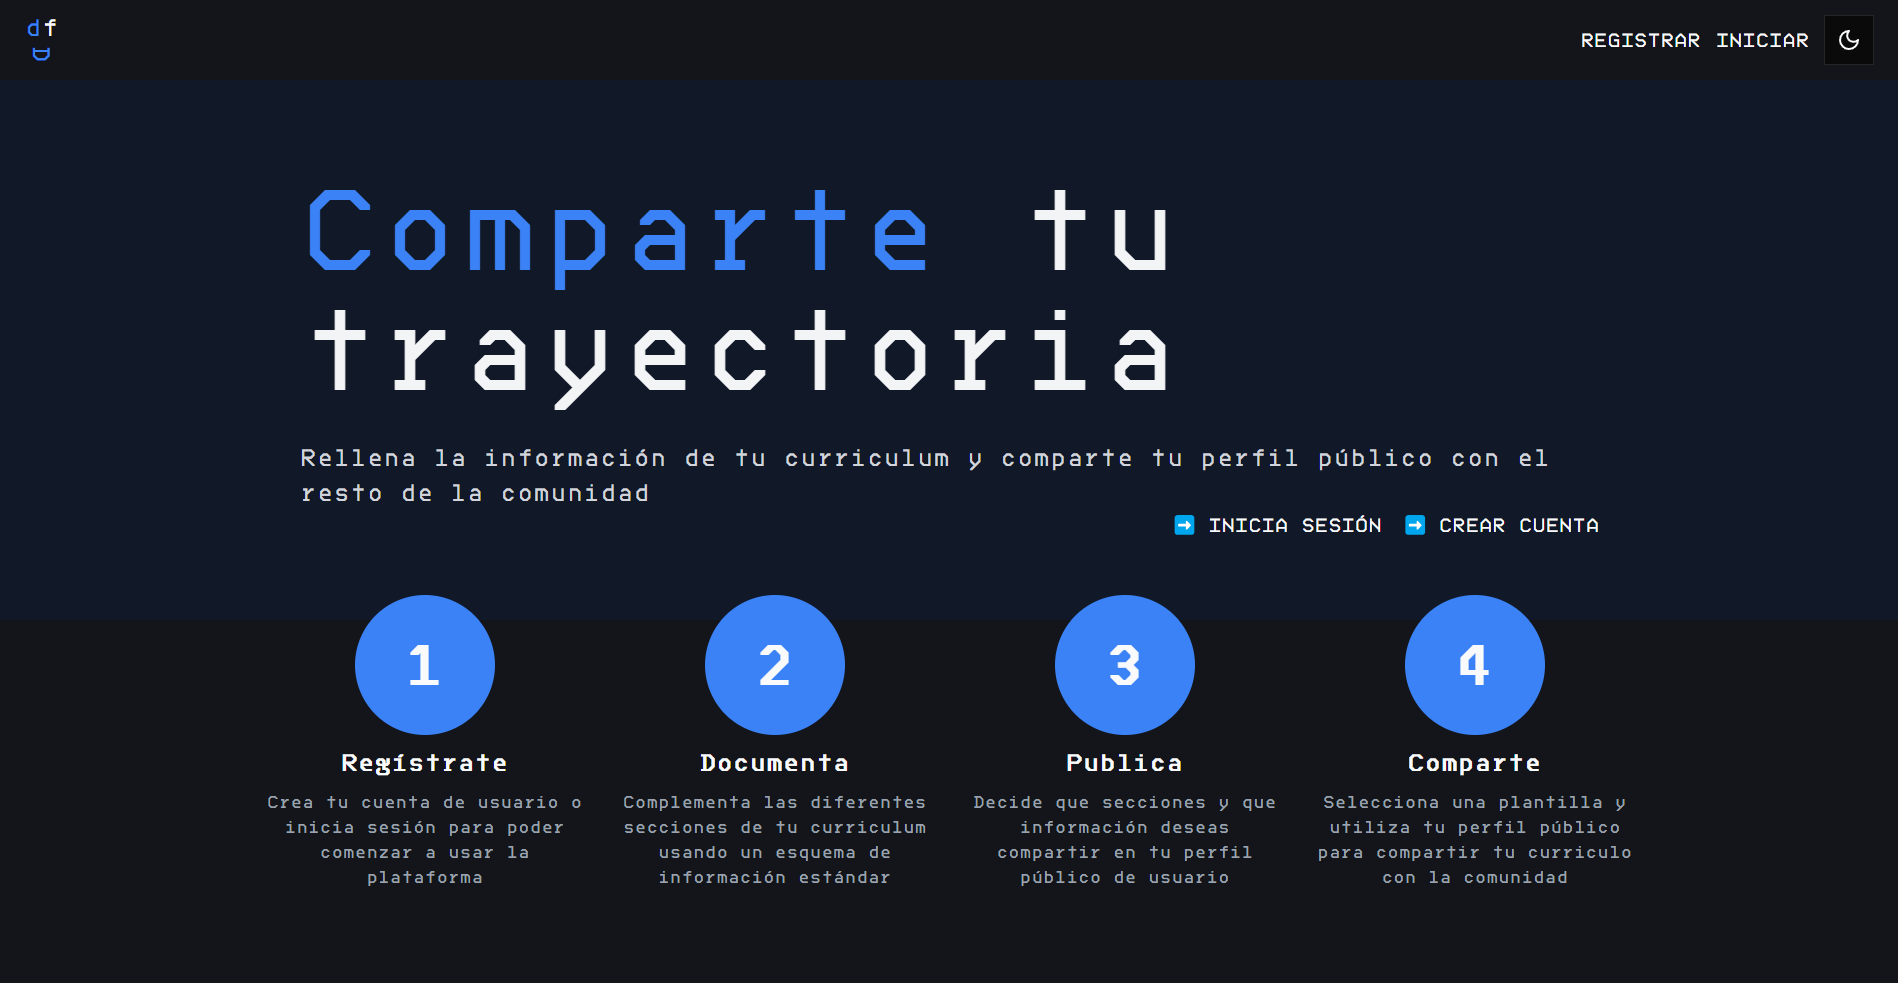 df
REGISTRAR INICIAR
Comparte tu
trayectoria
Rellena la información de tu curriculum y comparte tu perfil público con el
resto de la comunidad
INICIA SESIÓN CREAR CUENTA
1
Regístrate
Crea tu cuenta de usuario o
inicia sesión para poder
comenzar a usar la
plataforma
2
Documenta
Complementa las diferentes
secciones de tu curriculum
usando un esquema de
información estándar
3
Publica
Decide que secciones y que
información deseas
compartir en tu perfil
público de usuario
4
Comparte
Selecciona una plantilla y
utiliza tu perfil público
para compartir tu curriculo
con la comunidad